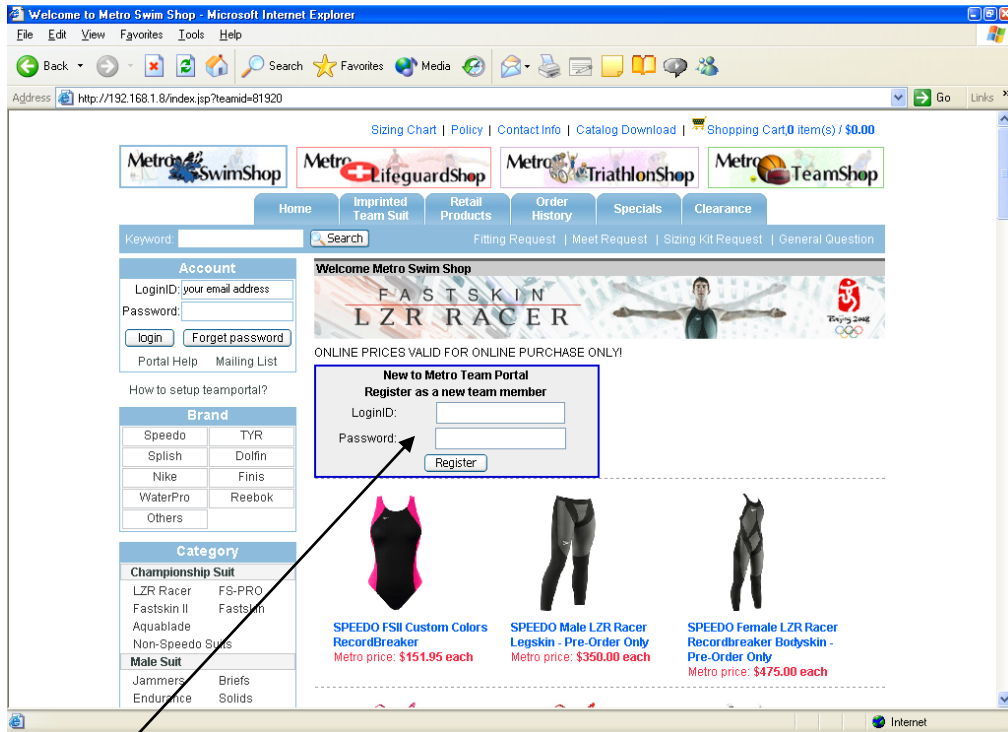 Welcome to Metro Swim Shop - Microsoft Internet Explorer
File Edit View Favorites Tools Help
Back Search Favorites Media
Address http://192.168.1.8/index.jsp?teamid=81920 Go Links »
Sizing Chart | Policy | Contact Info | Catalog Download | Shopping Cart,0 item(s) / $0.00
Metro SwimShop Metro LifeguardShop Metro TriathlonShop Metro TeamShop
Home Imprinted Team Suit Retail Products Order History Specials Clearance
Keyword: Search Fitting Request | Meet Request | Sizing Kit Request | General Question
Account
LoginID: your email address
Password:
login Forget password
Portal Help Mailing List
How to setup teamportal?
Brand
Speedo TYR
Splish Dolfin
Nike Finis
WaterPro Reebok
Others
Category
Championship Suit
LZR Racer FS-PRO
Fastskin II Fastskin
Aquablade
Non-Speedo Suits
Male Suit
Jammers Briefs
Endurance Solids
Welcome Metro Swim Shop
FASTSKIN
LZR RACER
Beijing 2008
ONLINE PRICES VALID FOR ONLINE PURCHASE ONLY!
New to Metro Team Portal
Register as a new team member
LoginID:
Password:
Register
SPEEDO FSII Custom Colors
RecordBreaker
Metro price: $151.95 each
SPEEDO Male LZR Racer
Legskin - Pre-Order Only
Metro price: $350.00 each
SPEEDO Female LZR Racer
Recordbreaker Bodyskin -
Pre-Order Only
Metro price: $475.00 each
Internet